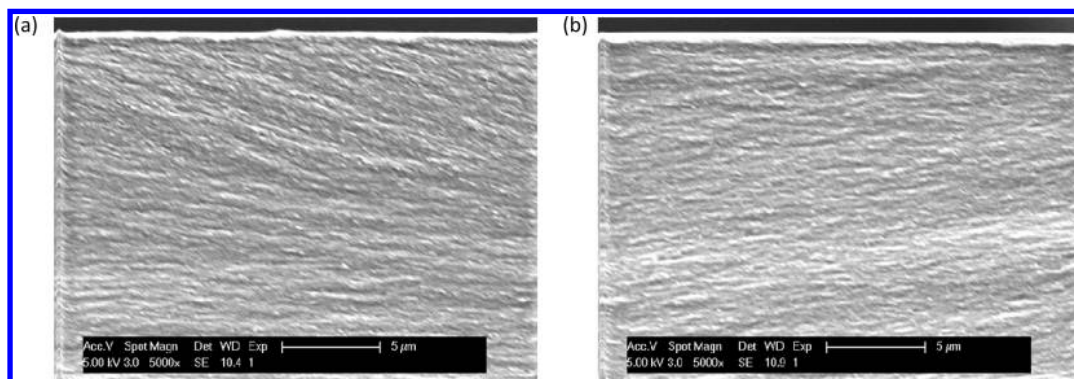 (a)
Acc.V Spot Magn Det WD Exp 5 μm
5.00 kV 3.0 5000x SE 10.4 1
(b)
Acc.V Spot Magn Det WD Exp 5 μm
5.00 kV 3.0 5000x SE 10.9 1